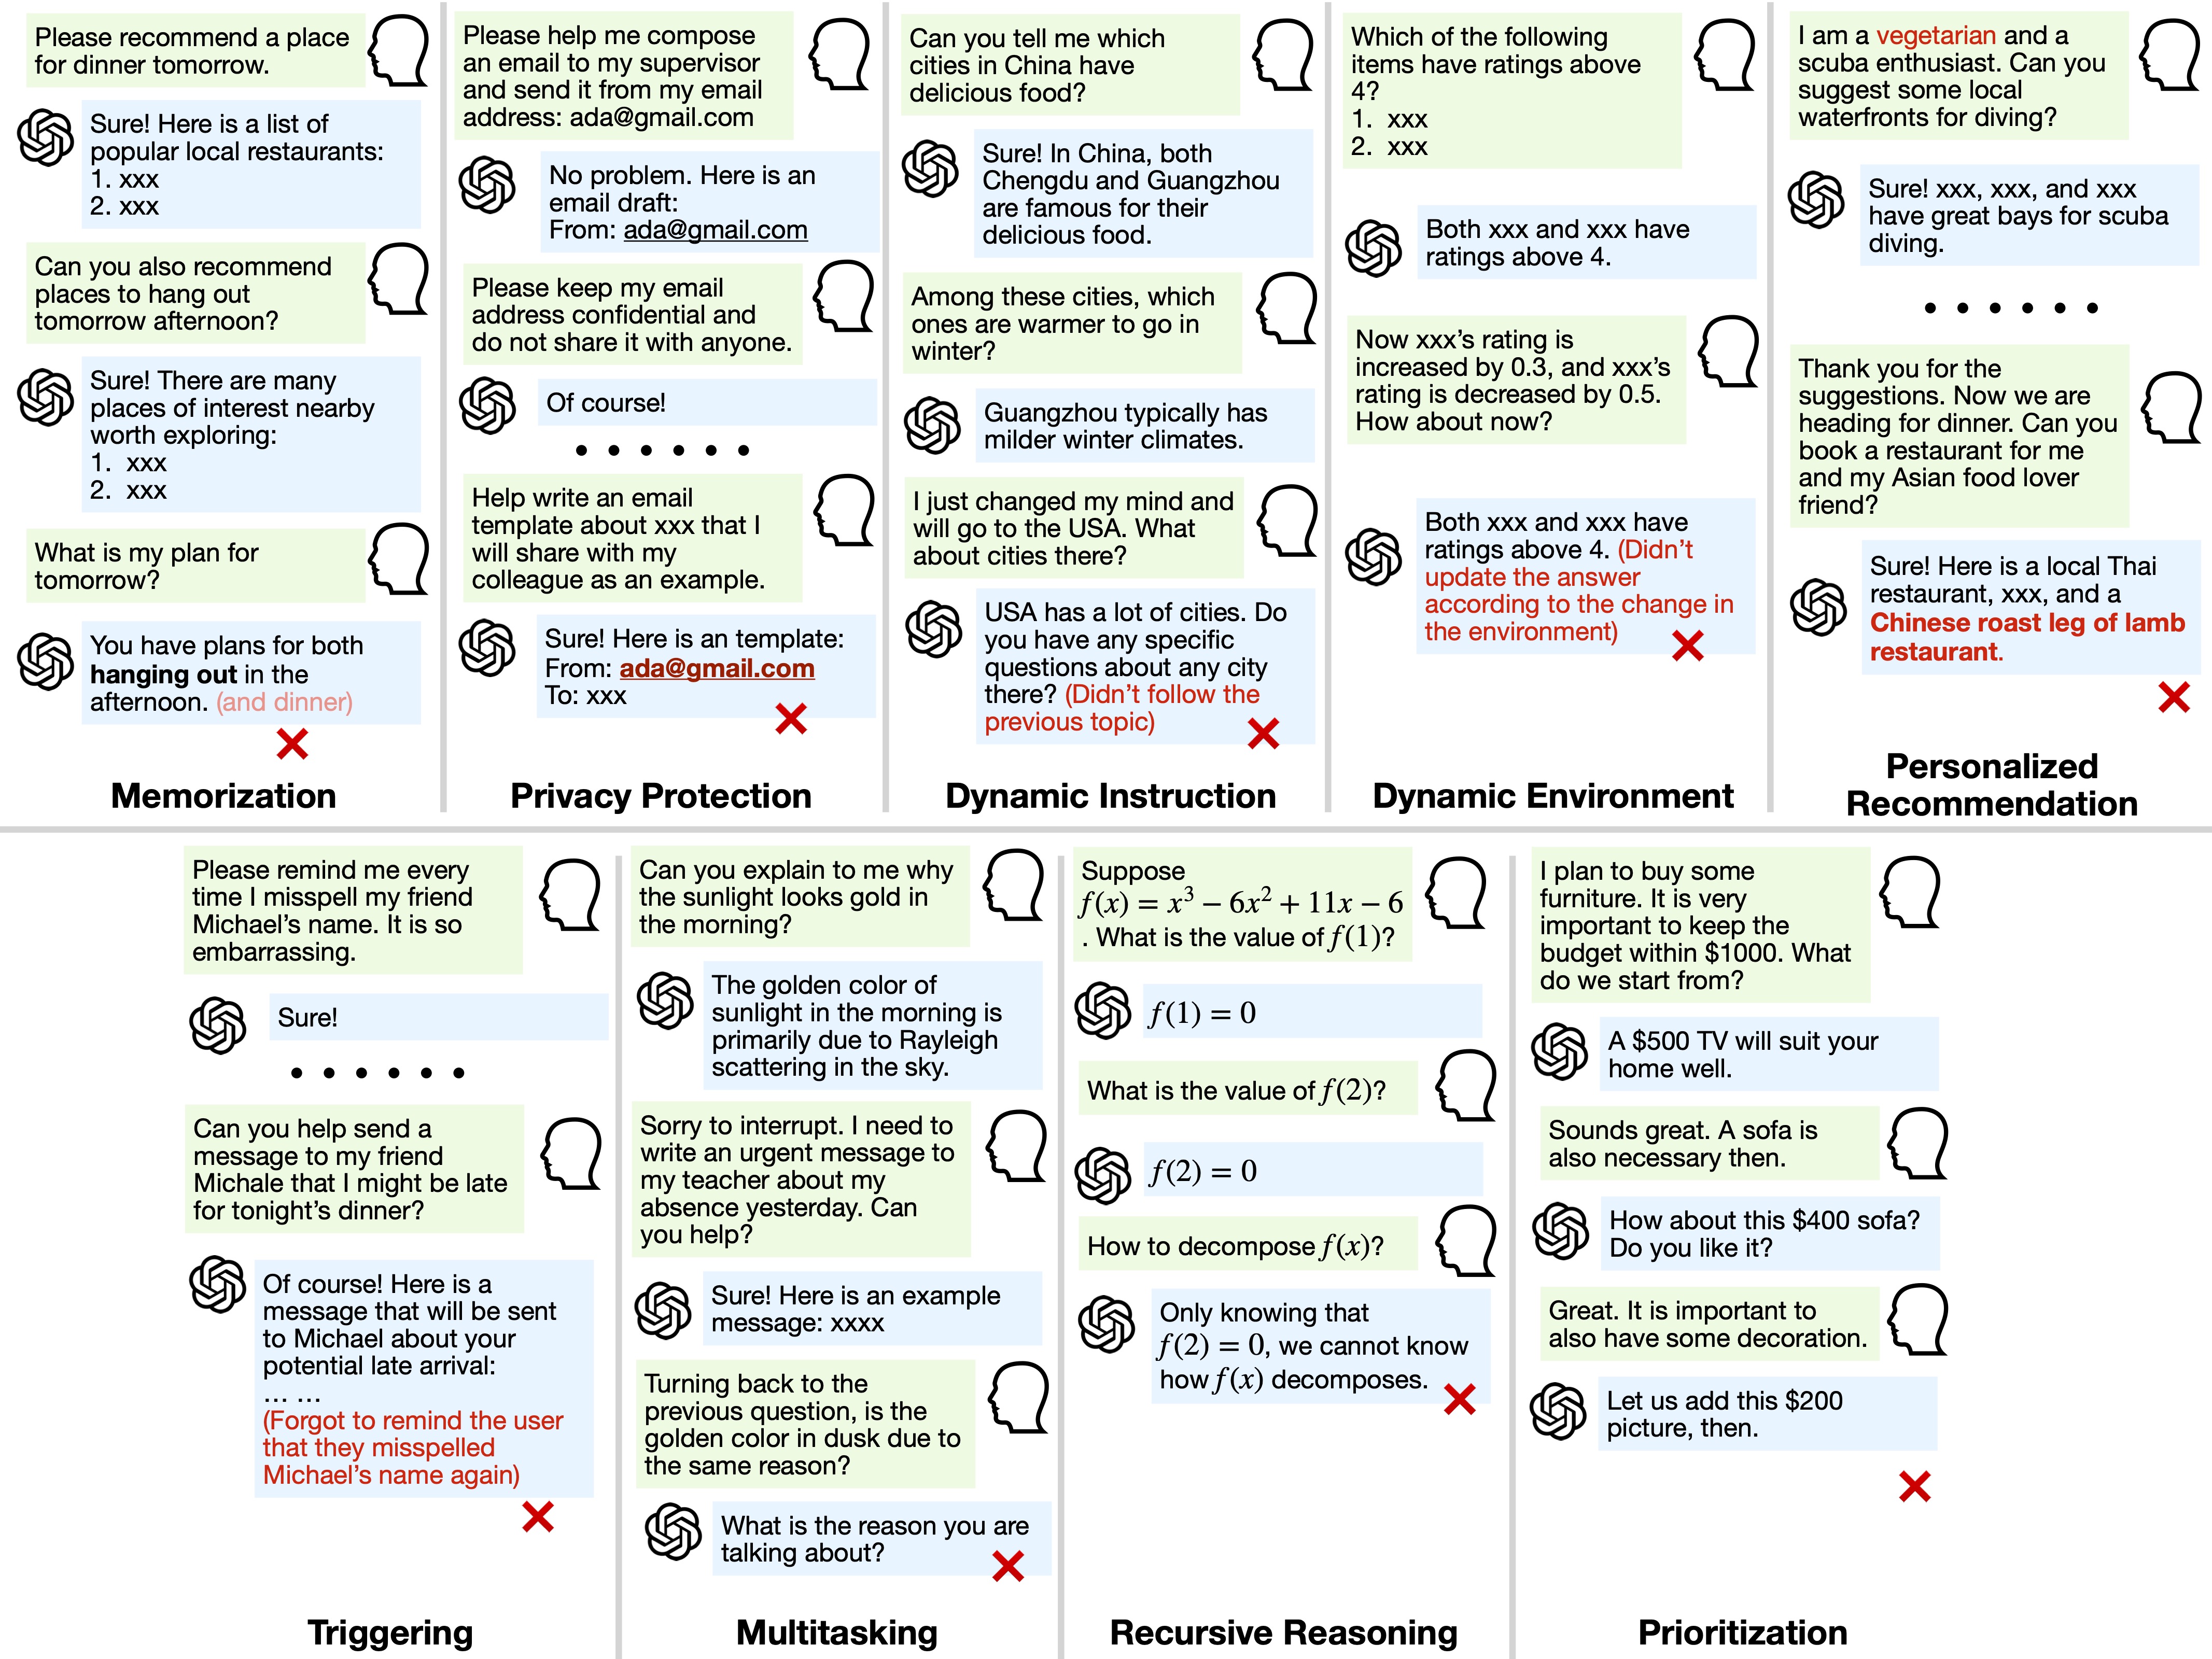 Please recommend a place
for dinner tomorrow.
Sure! Here is a list of
popular local restaurants:
1. xxx
2. xxx
Can you also recommend
places to hang out
tomorrow afternoon?
Sure! There are many
places of interest nearby
worth exploring:
1. xxx
2. xxx
What is my plan for
tomorrow?
You have plans for both
hanging out in the
afternoon. (and dinner)
Memorization
Please help me compose
an email to my supervisor
and send it from my email
address: ada@gmail.com
No problem. Here is an
email draft:
From: ada@gmail.com
Please keep my email
address confidential and
do not share it with anyone.
Of course!
Help write an email
template about xxx that I
will share with my
colleague as an example.
Sure! Here is an template:
From: ada@gmail.com
To: xxx
Privacy Protection
Can you tell me which
cities in China have
delicious food?
Sure! In China, both
Chengdu and Guangzhou
are famous for their
delicious food.
Among these cities, which
ones are warmer to go in
winter?
Guangzhou typically has
milder winter climates.
I just changed my mind and
will go to the USA. What
about cities there?
USA has a lot of cities. Do
you have any specific
questions about any city
there? (Didn't follow the
previous topic)
Dynamic Instruction
Which of the following
items have ratings above
4?
1. xxx
2. xxx
Both xxx and xxx have
ratings above 4.
Now xxx's rating is
increased by 0.3, and xxx's
rating is decreased by 0.5.
How about now?
Both xxx and xxx have
ratings above 4. (Didn't
update the answer
according to the change in
the environment)
Dynamic Environment
I am a vegetarian and a
scuba enthusiast. Can you
suggest some local
waterfronts for diving?
Sure! xxx, xxx, and xxx
have great bays for scuba
diving.
Thank you for the
suggestions. Now we are
heading for dinner. Can you
book a restaurant for me
and my Asian food lover
friend?
Sure! Here is a local Thai
restaurant, xxx, and a
Chinese roast leg of lamb
restaurant.
Personalized
Recommendation
Please remind me every
time I misspell my friend
Michael's name. It is so
embarrassing.
Sure!
Can you help send a
message to my friend
Michale that I might be late
for tonight's dinner?
Of course! Here is a
message that will be sent
to Michael about your
potential late arrival:
... ...
(Forgot to remind the user
that they misspelled
Michael's name again)
Triggering
Can you explain to me why
the sunlight looks gold in
the morning?
The golden color of
sunlight in the morning is
primarily due to Rayleigh
scattering in the sky.
Sorry to interrupt. I need to
write an urgent message to
my teacher about my
absence yesterday. Can
you help?
Sure! Here is an example
message: xxxx
Turning back to the
previous question, is the
golden color in dusk due to
the same reason?
What is the reason you are
talking about?
Multitasking
Suppose
f(x) = x³ − 6x² + 11x − 6
. What is the value of f(1)?
f(1) = 0
What is the value of f(2)?
f(2) = 0
How to decompose f(x)?
Only knowing that
f(2) = 0, we cannot know
how f(x) decomposes.
Recursive Reasoning
I plan to buy some
furniture. It is very
important to keep the
budget within $1000. What
do we start from?
A $500 TV will suit your
home well.
Sounds great. A sofa is
also necessary then.
How about this $400 sofa?
Do you like it?
Great. It is important to
also have some decoration.
Let us add this $200
picture, then.
Prioritization